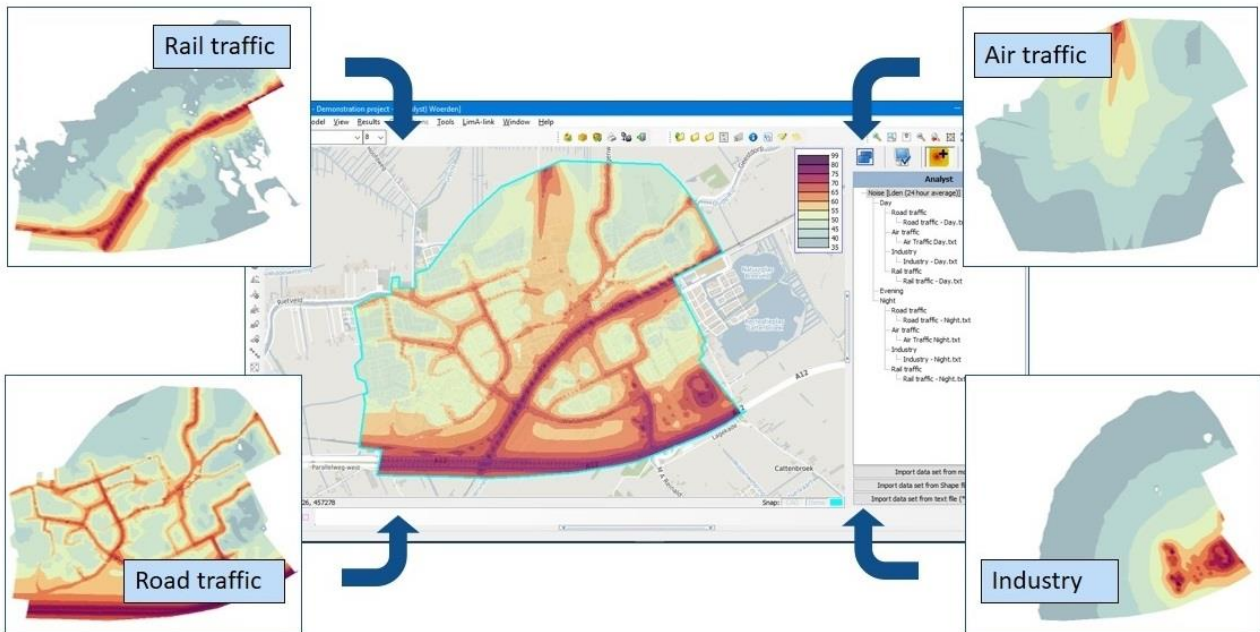 Rail traffic
Air traffic
Road traffic
Industry
- Demonstration project -
Woerden]
View Results
Tools LimA-link Window Help
8
99
80
75
70
65
60
55
50
45
40
35
Analyst
Noise [Lden (24 hour average)]
Day
Road traffic
Road traffic - Day.txt
Air traffic
Air Traffic Day.txt
Industry
Industry - Day.txt
Rail traffic
Rail traffic - Day.txt
Evening
Night
Road traffic
Road traffic - Night.txt
Air traffic
Air Traffic Night.txt
Industry
Industry - Night.txt
Rail traffic
Rail traffic - Night.txt
A12
Parallelweg-west
A12
Cattenbroek
Import data set from
Import data set from Shape
Import data set from text file (*
457278
Snap: